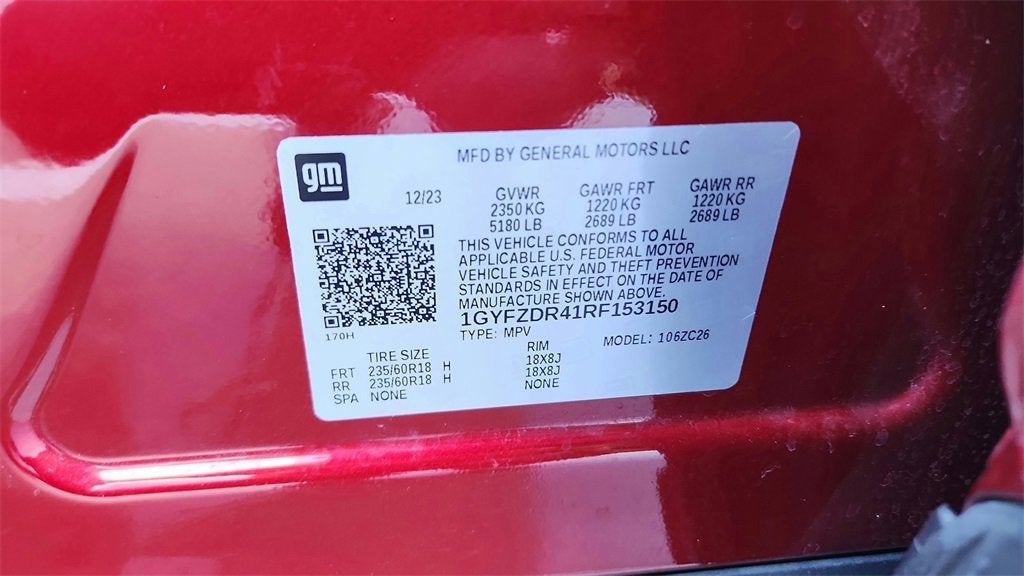 gm
MFD BY GENERAL MOTORS LLC
12/23 GVWR GAWR FRT GAWR RR
2350 KG 1220 KG 1220 KG
5180 LB 2689 LB 2689 LB
THIS VEHICLE CONFORMS TO ALL
APPLICABLE U.S. FEDERAL MOTOR
VEHICLE SAFETY AND THEFT PREVENTION
STANDARDS IN EFFECT ON THE DATE OF
MANUFACTURE SHOWN ABOVE.
1GYFZDR41RF153150
170H
TYPE: MPV MODEL: 106ZC26
TIRE SIZE RIM
FRT 235/60R18 H 18X8J
RR 235/60R18 H 18X8J
SPA NONE NONE